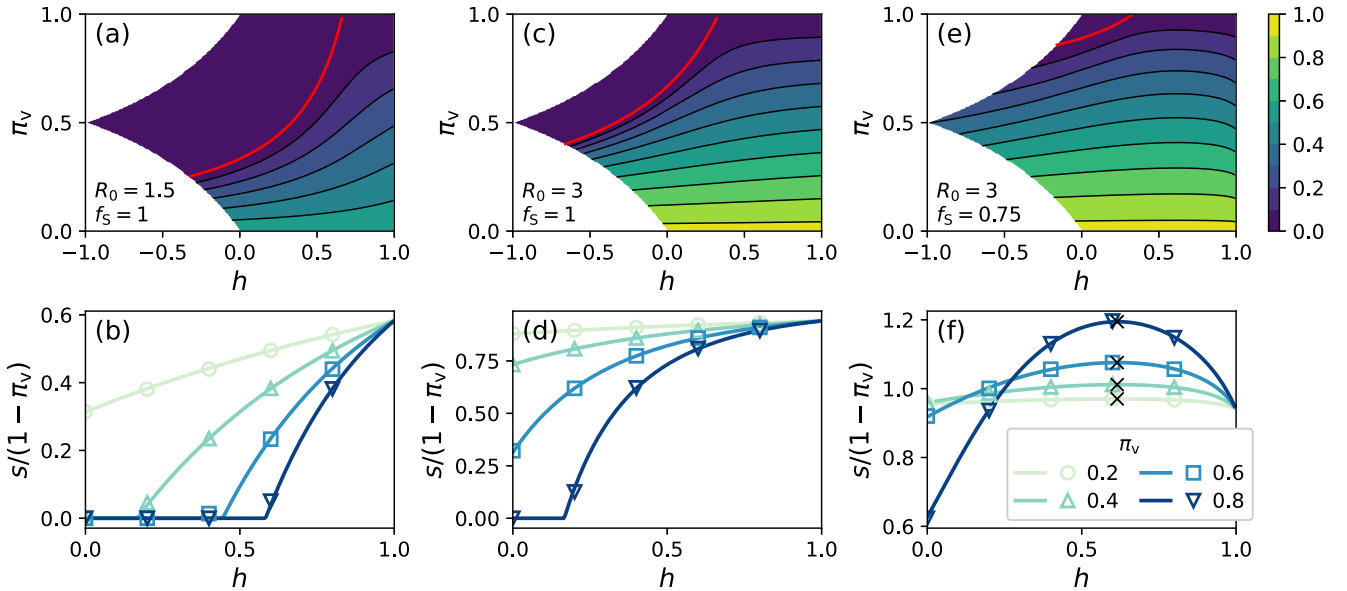 (a)
π_v
1.0
0.5
0.0
R_0 = 1.5
f_S = 1
−1.0 −0.5 0.0 0.5 1.0
h
(c)
π_v
1.0
0.5
0.0
R_0 = 3
f_S = 1
−1.0 −0.5 0.0 0.5 1.0
h
(e)
π_v
1.0
0.5
0.0
R_0 = 3
f_S = 0.75
−1.0 −0.5 0.0 0.5 1.0
h
1.0
0.8
0.6
0.4
0.2
0.0
(b)
s/(1 − π_v)
0.6
0.4
0.2
0.0
0.0 0.5 1.0
h
(d)
s/(1 − π_v)
0.75
0.50
0.25
0.00
0.0 0.5 1.0
h
(f)
s/(1 − π_v)
1.2
1.0
0.8
0.6
π_v
0.2 0.6
0.4 0.8
0.0 0.5 1.0
h